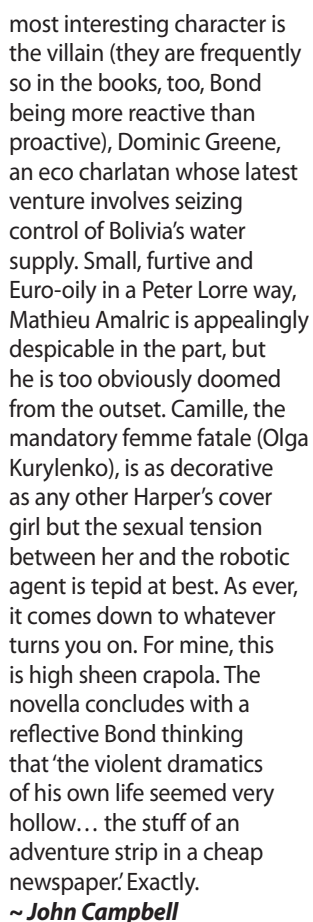 most interesting character is
the villain (they are frequently
so in the books, too, Bond
being more reactive than
proactive), Dominic Greene,
an eco charlatan whose latest
venture involves seizing
control of Bolivia’s water
supply. Small, furtive and
Euro-oily in a Peter Lorre way,
Mathieu Amalric is appealingly
despicable in the part, but
he is too obviously doomed
from the outset. Camille, the
mandatory femme fatale (Olga
Kurylenko), is as decorative
as any other Harper’s cover
girl but the sexual tension
between her and the robotic
agent is tepid at best. As ever,
it comes down to whatever
turns you on. For mine, this
is high sheen crapola. The
novella concludes with a
reflective Bond thinking
that ‘the violent dramatics
of his own life seemed very
hollow… the stuff of an
adventure strip in a cheap
newspaper.’ Exactly.
~ John Campbell